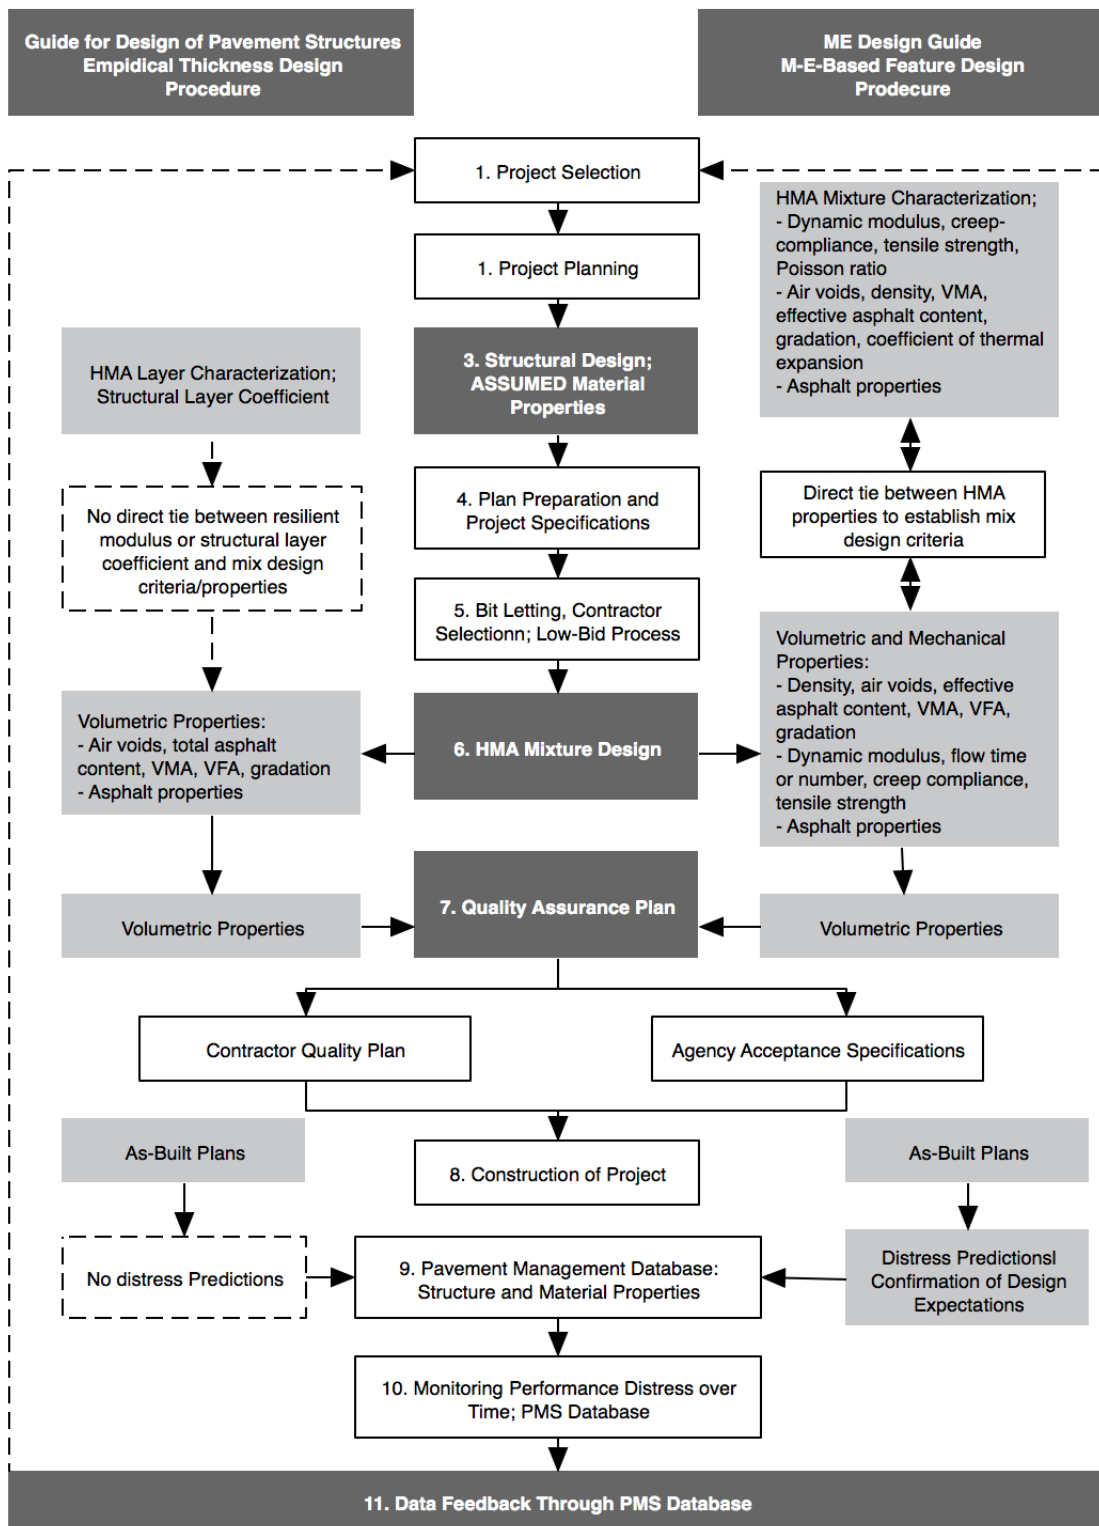 Guide for Design of Pavement Structures
Empidical Thickness Design
Procedure
ME Design Guide
M-E-Based Feature Design
Prodecure
1. Project Selection
HMA Mixture Characterization;
- Dynamic modulus, creep-
compliance, tensile strength,
Poisson ratio
- Air voids, density, VMA,
effective asphalt content,
gradation, coefficient of thermal
expansion
- Asphalt properties
1. Project Planning
HMA Layer Characterization;
Structural Layer Coefficient
3. Structural Design;
ASSUMED Material
Properties
No direct tie between resilient
modulus or structural layer
coefficient and mix design
criteria/properties
4. Plan Preparation and
Project Specifications
Direct tie between HMA
properties to establish mix
design criteria
5. Bit Letting, Contractor
Selectionn; Low-Bid Process
Volumetric Properties:
- Air voids, total asphalt
content, VMA, VFA, gradation
- Asphalt properties
6. HMA Mixture Design
Volumetric and Mechanical
Properties:
- Density, air voids, effective
asphalt content, VMA, VFA,
gradation
- Dynamic modulus, flow time
or number, creep compliance,
tensile strength
- Asphalt properties
Volumetric Properties
7. Quality Assurance Plan
Volumetric Properties
Contractor Quality Plan
Agency Acceptance Specifications
As-Built Plans
8. Construction of Project
As-Built Plans
No distress Predictions
9. Pavement Management Database:
Structure and Material Properties
Distress Predictionsl
Confirmation of Design
Expectations
10. Monitoring Performance Distress over
Time; PMS Database
11. Data Feedback Through PMS Database